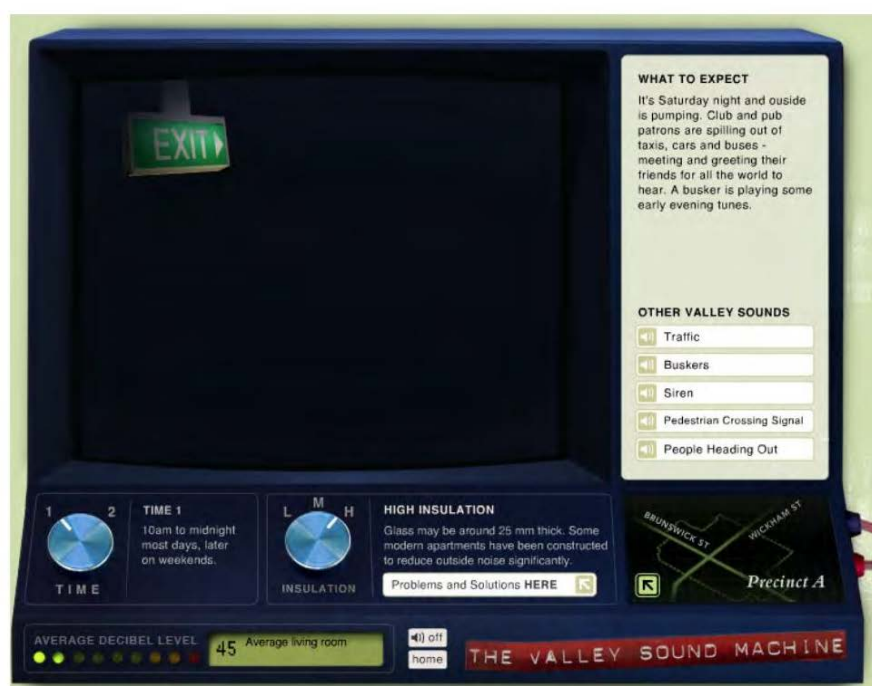 EXIT
WHAT TO EXPECT
It's Saturday night and ouside
is pumping. Club and pub
patrons are spilling out of
taxis, cars and buses -
meeting and greeting their
friends for all the world to
hear. A busker is playing some
early evening tunes.
OTHER VALLEY SOUNDS
Traffic
Buskers
Siren
Pedestrian Crossing Signal
People Heading Out
1 2
TIME
TIME 1
10am to midnight
most days, later
on weekends.
L M H
INSULATION
HIGH INSULATION
Glass may be around 25 mm thick. Some
modern apartments have been constructed
to reduce outside noise significantly.
Problems and Solutions HERE
BRUNSWICK ST
WICKHAM ST
Precinct A
AVERAGE DECIBEL LEVEL
45 Average living room
off
home
THE VALLEY SOUND MACHINE